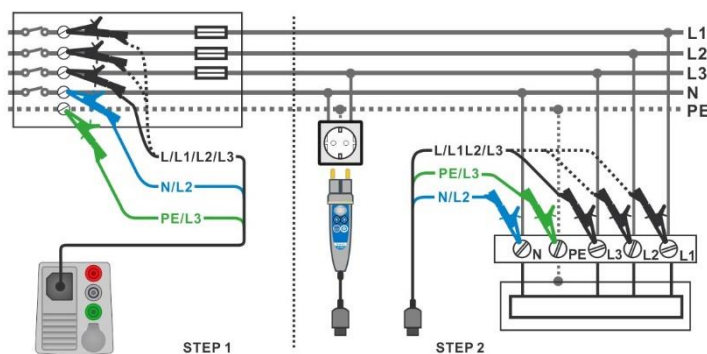 L1
L2
L3
N
PE
L/L1/L2/L3
N/L2
PE/L3
STEP 1
L/L1L2/L3
PE/L3
N/L2
N PE L3 L2 L1
STEP 2